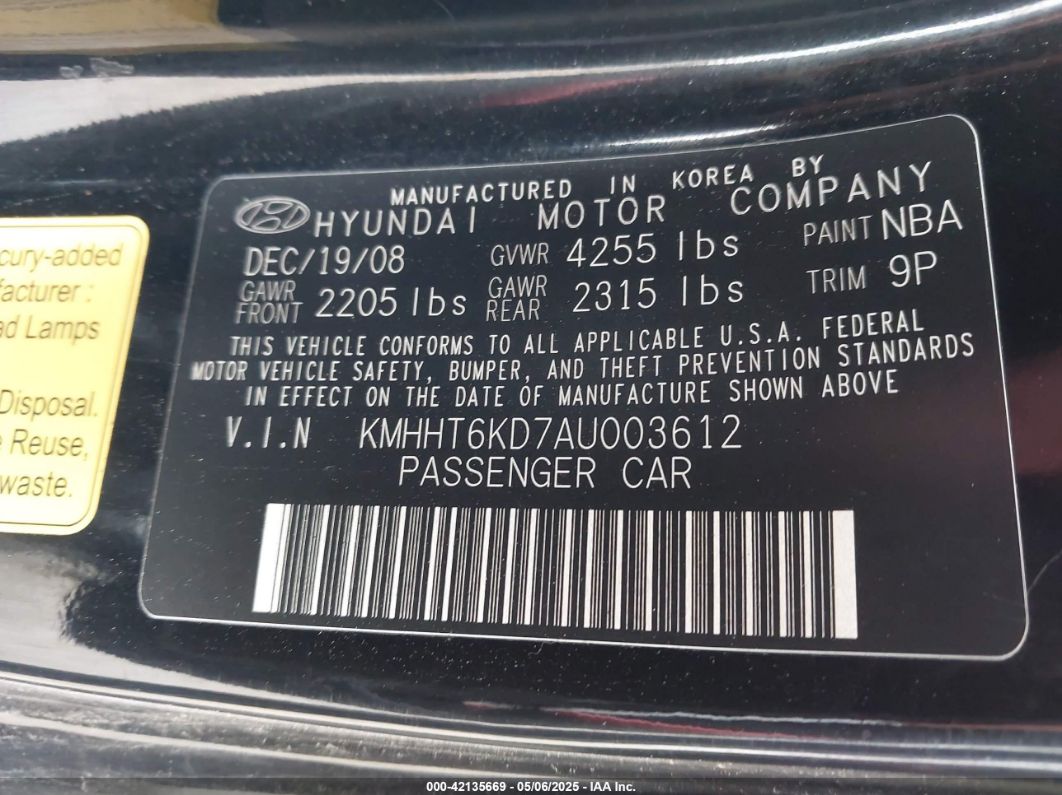 MANUFACTURED IN KOREA BY
HYUNDAI MOTOR COMPANY
DEC/19/08 GVWR 4255 lbs PAINT NBA
GAWR FRONT 2205 lbs GAWR REAR 2315 lbs TRIM 9P
THIS VEHICLE CONFORMS TO ALL APPLICABLE U.S.A. FEDERAL
MOTOR VEHICLE SAFETY, BUMPER, AND THEFT PREVENTION STANDARDS
IN EFFECT ON THE DATE OF MANUFACTURE SHOWN ABOVE
V.I.N KMHHT6KD7AU003612
PASSENGER CAR
cury-added
facturer :
ad Lamps
Disposal.
e Reuse,
waste.
000-42135669 - 05/06/2025 - IAA Inc.